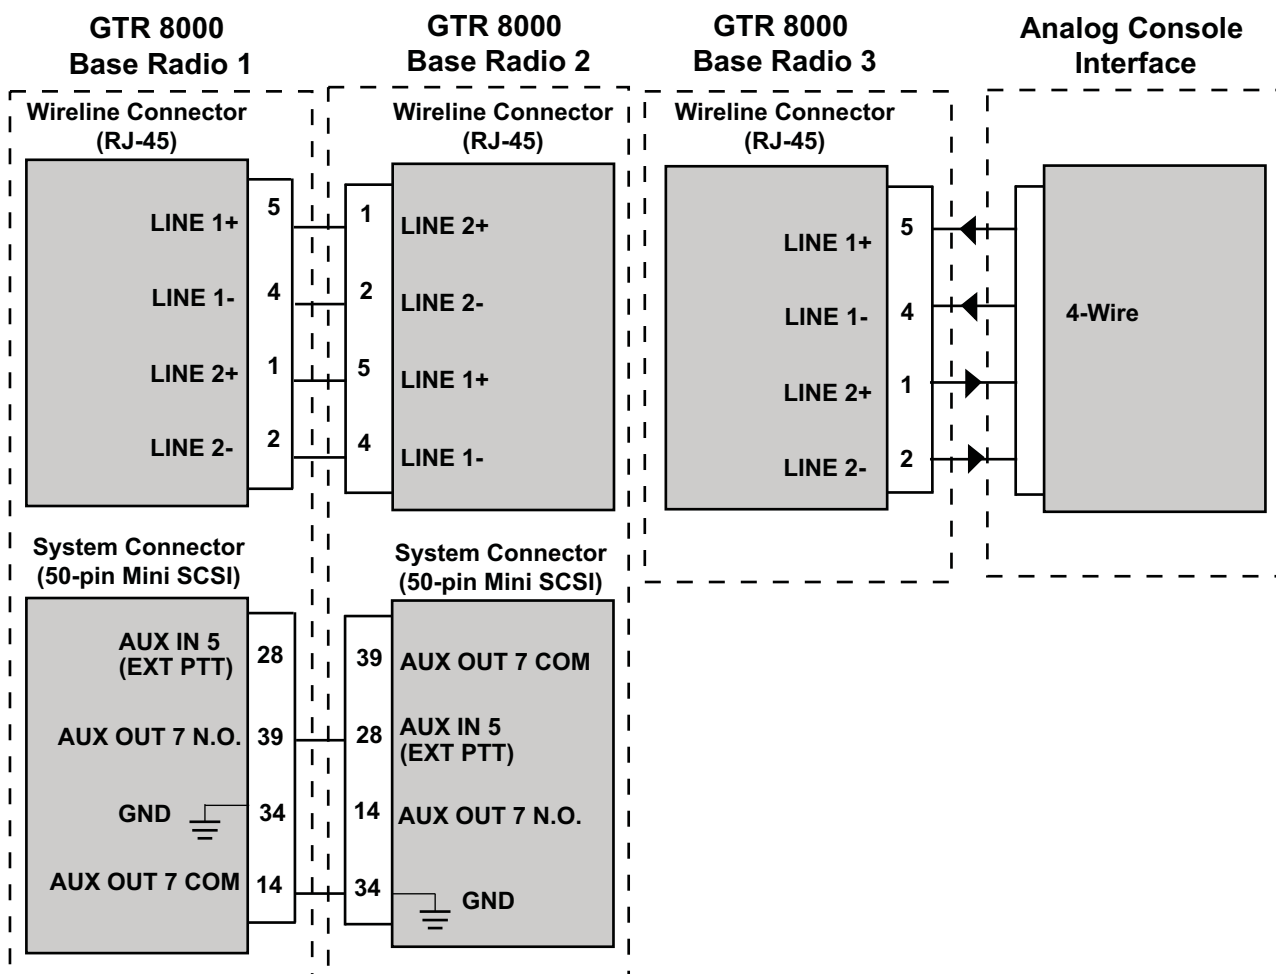 GTR 8000
Base Radio 1
GTR 8000
Base Radio 2
GTR 8000
Base Radio 3
Analog Console
Interface
Wireline Connector
(RJ-45)
LINE 1+
5
LINE 1-
4
LINE 2+
1
LINE 2-
2
Wireline Connector
(RJ-45)
1
LINE 2+
2
LINE 2-
5
LINE 1+
4
LINE 1-
Wireline Connector
(RJ-45)
LINE 1+
5
LINE 1-
4
LINE 2+
1
LINE 2-
2
4-Wire
System Connector
(50-pin Mini SCSI)
AUX IN 5
(EXT PTT)
28
AUX OUT 7 N.O.
39
GND
34
AUX OUT 7 COM
14
System Connector
(50-pin Mini SCSI)
39
AUX OUT 7 COM
28
AUX IN 5
(EXT PTT)
14
AUX OUT 7 N.O.
34
GND